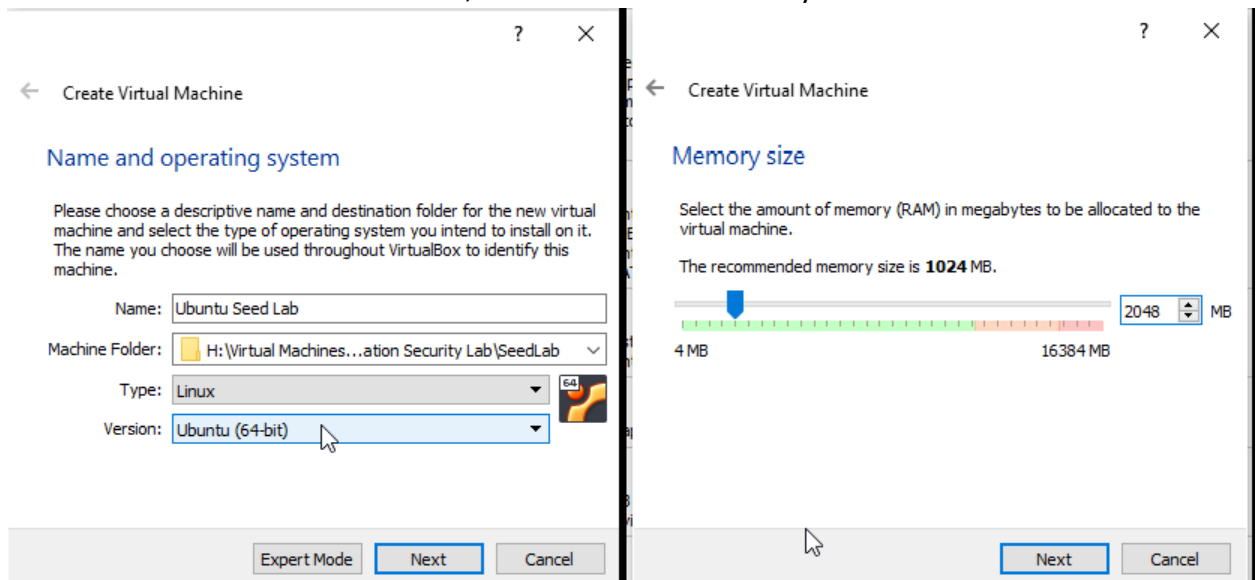 ? ×
← Create Virtual Machine
Name and operating system
Please choose a descriptive name and destination folder for the new virtual
machine and select the type of operating system you intend to install on it.
The name you choose will be used throughout VirtualBox to identify this
machine.
Name: Ubuntu Seed Lab
Machine Folder: H:\Virtual Machines...ation Security Lab\SeedLab
Type: Linux
64
Version: Ubuntu (64-bit)
Expert Mode Next Cancel
? ×
← Create Virtual Machine
Memory size
Select the amount of memory (RAM) in megabytes to be allocated to the
virtual machine.
The recommended memory size is 1024 MB.
2048 MB
4 MB 16384 MB
Next Cancel